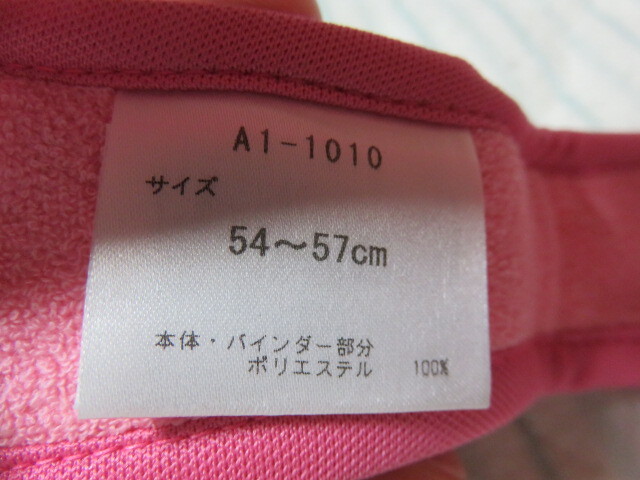 A1-1010
サイズ
54～57cm
本体・バインダー部分
ポリエステル 100%